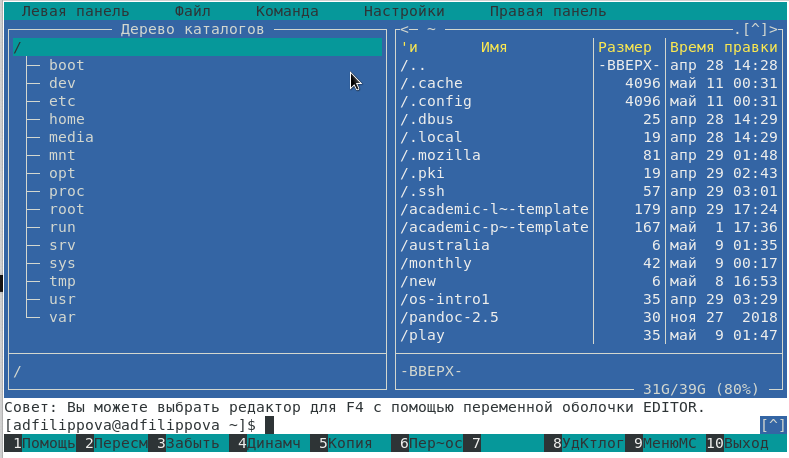 Левая панель Файл Команда Настройки Правая панель
Дерево каталогов
/
boot
dev
etc
home
media
mnt
opt
proc
root
run
srv
sys
tmp
usr
var
/
<─ ~ .[^]>
'и Имя Размер Время правки
/.. -ВВЕРХ- апр 28 14:28
/.cache 4096 май 11 00:31
/.config 4096 май 11 00:31
/.dbus 25 апр 28 14:29
/.local 19 апр 28 14:29
/.mozilla 81 апр 29 01:48
/.pki 19 апр 29 02:43
/.ssh 57 апр 29 03:01
/academic-l~-template 179 апр 29 17:24
/academic-p~-template 167 май 1 17:36
/australia 6 май 9 01:35
/monthly 42 май 9 00:17
/new 6 май 8 16:53
/os-intro1 35 апр 29 03:29
/pandoc-2.5 30 ноя 27 2018
/play 35 май 9 01:47
-ВВЕРХ-
31G/39G (80%)
Совет: Вы можете выбрать редактор для F4 с помощью переменной оболочки EDITOR.
[adfilippova@adfilippova ~]$ [^]
1Помощь 2Пересм 3Забыть 4Динамч 5Копия 6Пер~ос 7 8УдКтлог 9МенюMC 10Выход